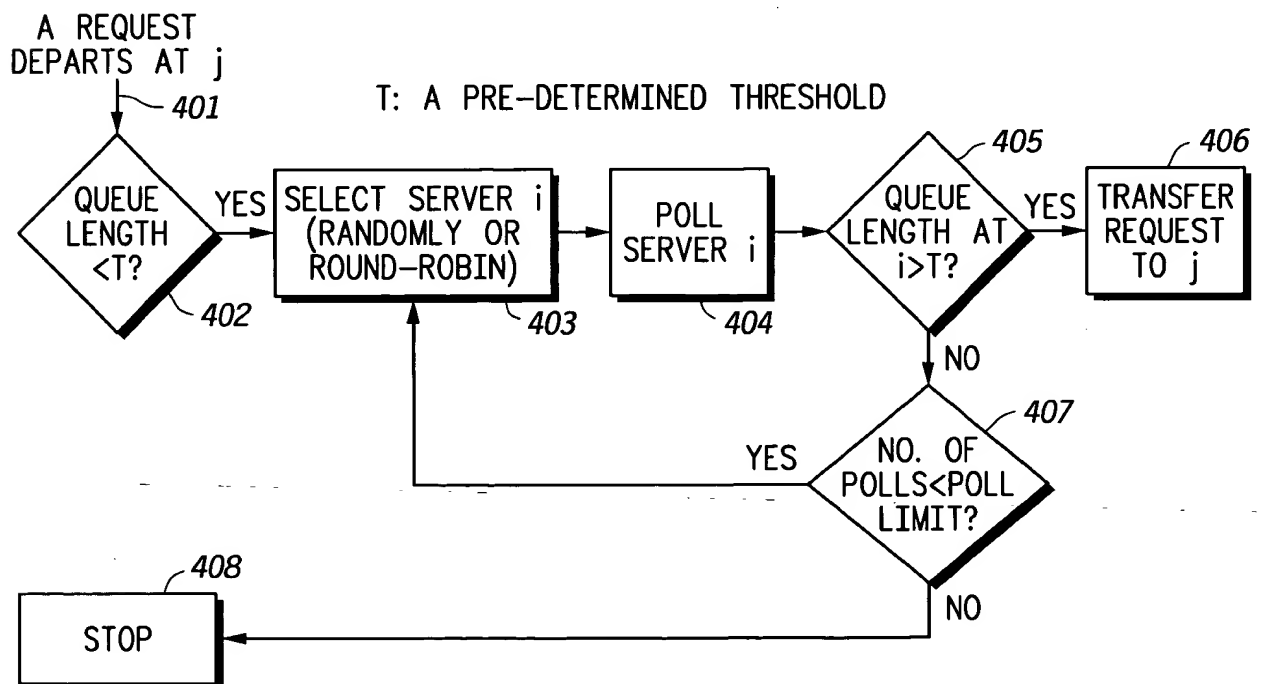 A REQUEST
DEPARTS AT j
401
T: A PRE-DETERMINED THRESHOLD
QUEUE
LENGTH
<T?
402
YES
SELECT SERVER i
(RANDOMLY OR
ROUND-ROBIN)
403
POLL
SERVER i
404
405
QUEUE
LENGTH AT
i>T?
YES
406
TRANSFER
REQUEST
TO j
NO
407
NO. OF
POLLS<POLL
LIMIT?
YES
NO
408
STOP